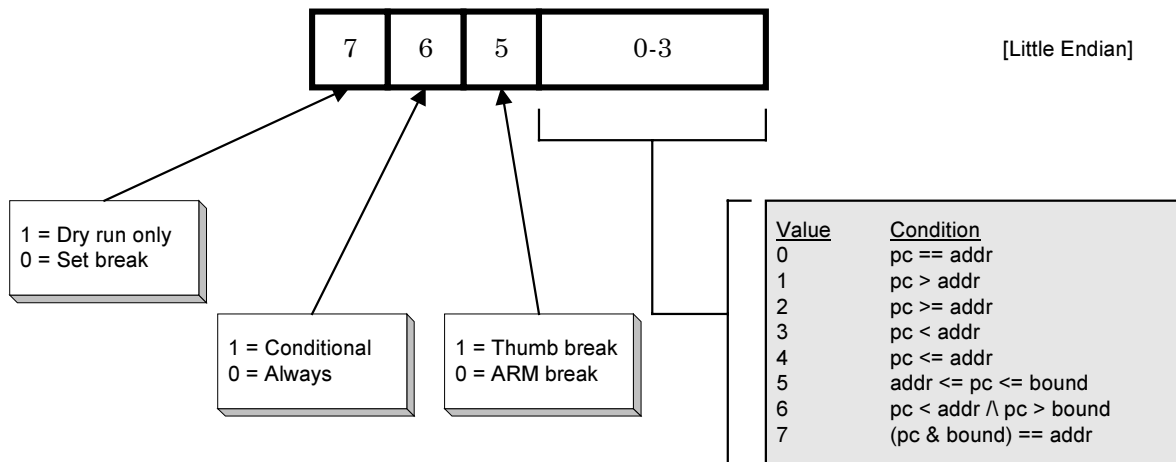 7 6 5 0-3 [Little Endian]
1 = Dry run only
0 = Set break
1 = Conditional
0 = Always
1 = Thumb break
0 = ARM break
Value Condition
0 pc == addr
1 pc > addr
2 pc >= addr
3 pc < addr
4 pc <= addr
5 addr <= pc <= bound
6 pc < addr /\ pc > bound
7 (pc & bound) == addr